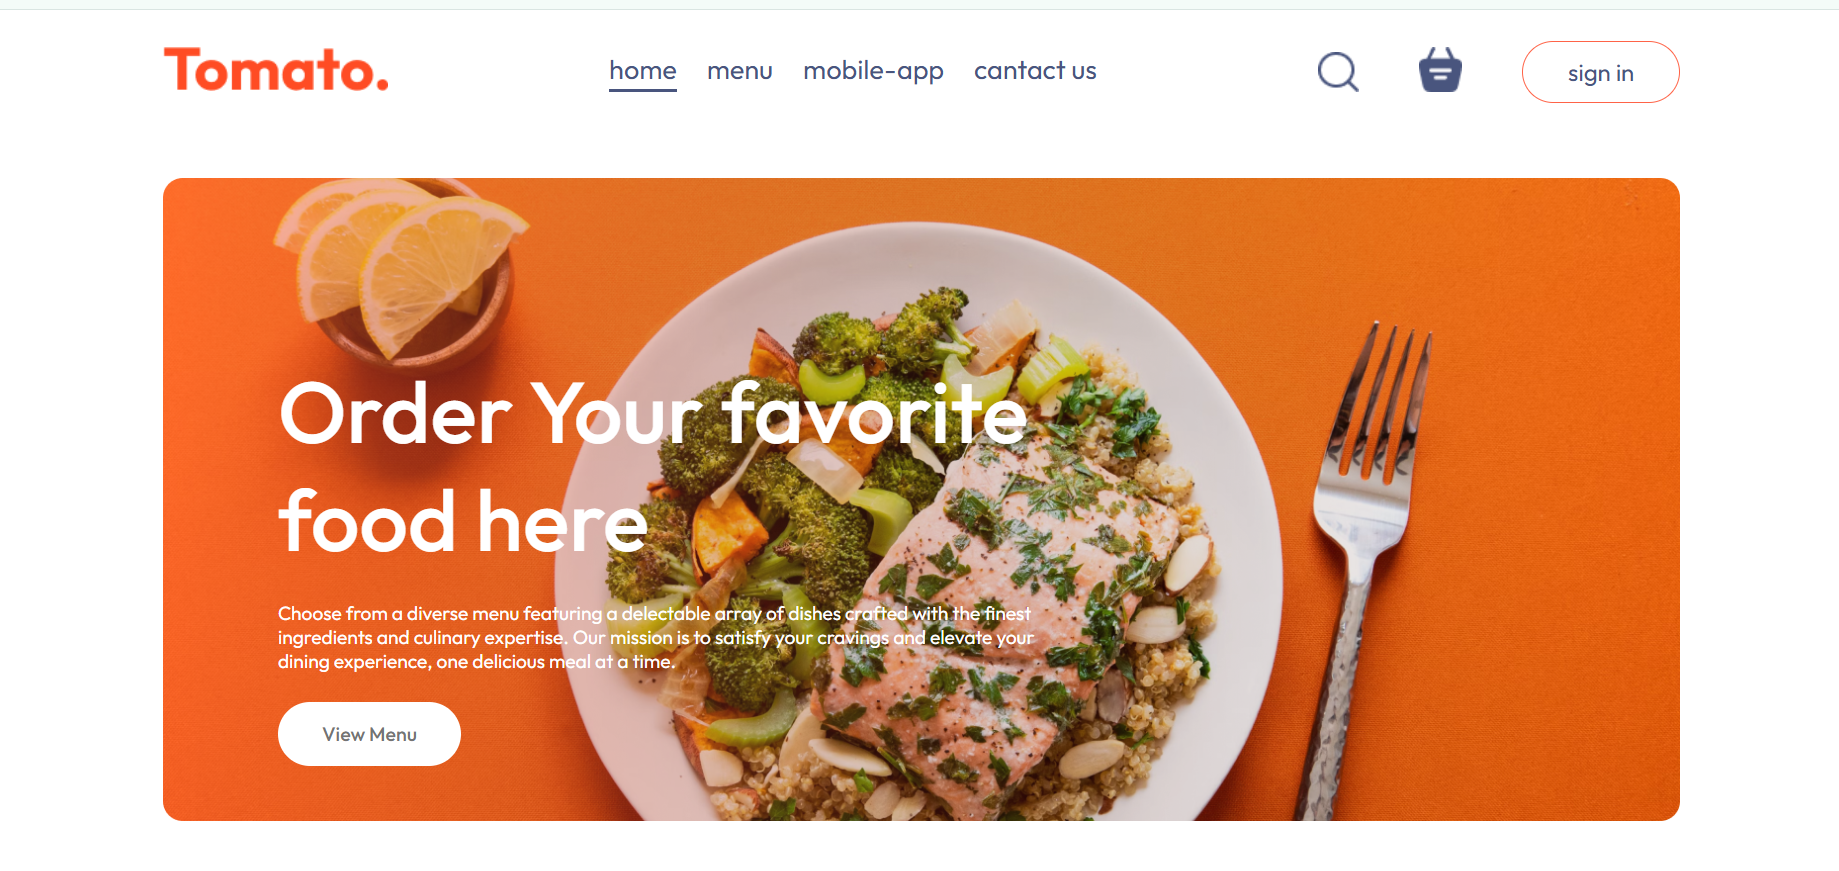 Tomato.
home menu mobile-app cantact us
sign in
Order Your favorite
food here
Choose from a diverse menu featuring a delectable array of dishes crafted with the finest
ingredients and culinary expertise. Our mission is to satisfy your cravings and elevate your
dining experience, one delicious meal at a time.
View Menu